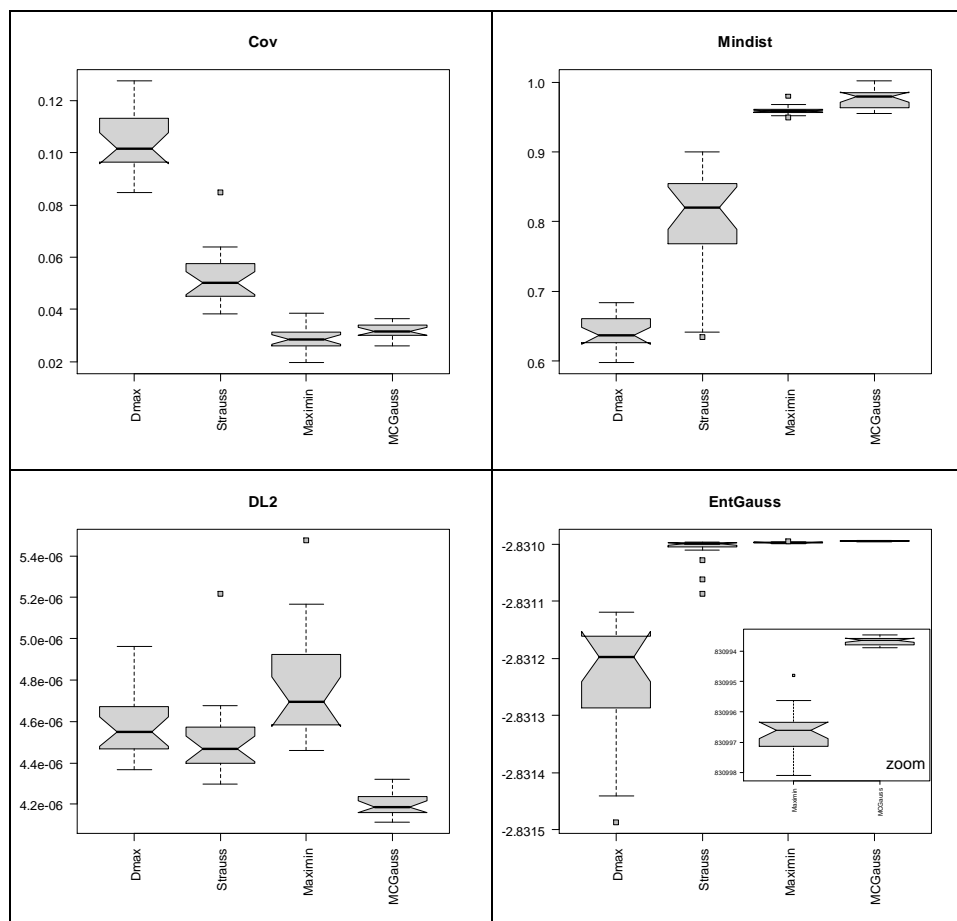 Cov
0.12
0.10
0.08
0.06
0.04
0.02
Dmax
Strauss
Maximin
MCGauss
Mindist
1.0
0.9
0.8
0.7
0.6
Dmax
Strauss
Maximin
MCGauss
DL2
5.4e-06
5.2e-06
5.0e-06
4.8e-06
4.6e-06
4.4e-06
4.2e-06
Dmax
Strauss
Maximin
MCGauss
EntGauss
-2.8310
-2.8311
-2.8312
-2.8313
-2.8314
-2.8315
Dmax
Strauss
Maximin
MCGauss
830994
830995
830996
830997
830998
zoom
Maximin
MCGauss